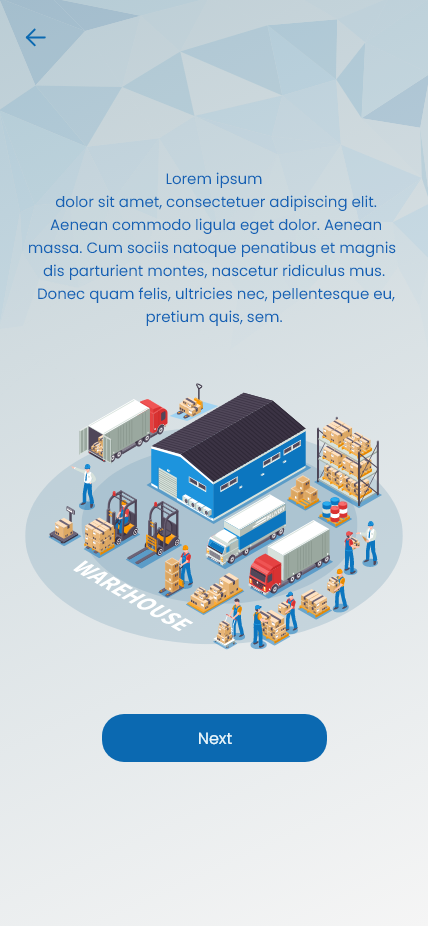 Lorem ipsum
dolor sit amet, consectetuer adipiscing elit.
Aenean commodo ligula eget dolor. Aenean
massa. Cum sociis natoque penatibus et magnis
dis parturient montes, nascetur ridiculus mus.
Donec quam felis, ultricies nec, pellentesque eu,
pretium quis, sem.
WAREHOUSE
Next